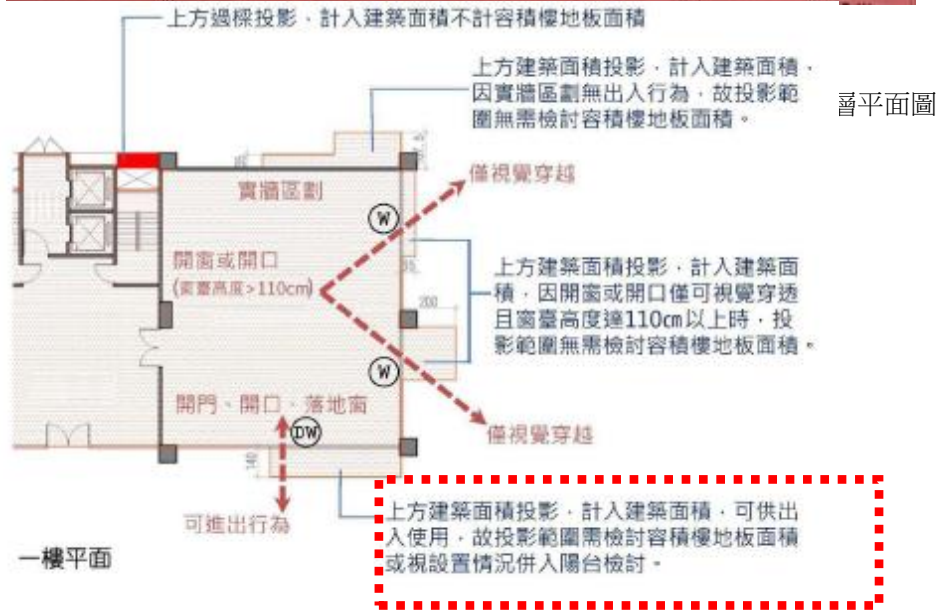 上方過樑投影，計入建築面積不計容積樓地板面積
上方建築面積投影，計入建築面積，
因實牆區劃無出入行為，故投影範
圍無需檢討容積樓地板面積。
層平面圖
僅視覺穿越
實牆區劃
W
開窗或開口
(窗臺高度>110cm)
上方建築面積投影，計入建築面
積，因開窗或開口僅可視覺穿透
且窗臺高度達110cm以上時，投
影範圍無需檢討容積樓地板面積。
200
W
開門、開口、落地窗
DW
僅視覺穿越
140
可進出行為
上方建築面積投影，計入建築面積，可供出
入使用，故投影範圍需檢討容積樓地板面積
或視設置情況併入陽台檢討。
一樓平面